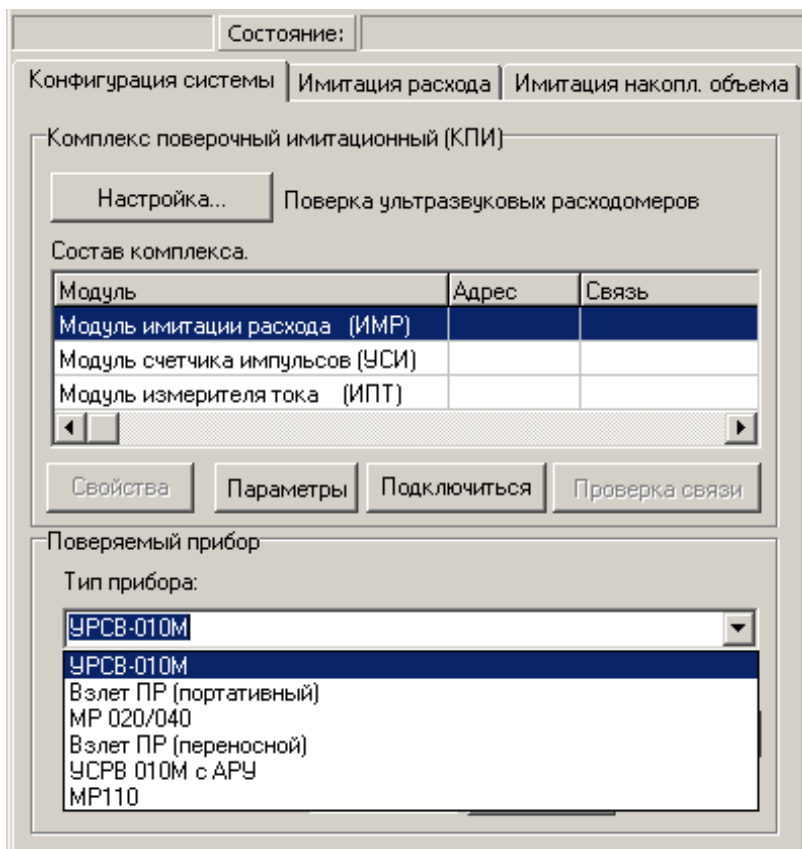 Состояние:
Конфигурация системы Имитация расхода Имитация накопл. объема
Комплекс поверочный имитационный (КПИ)
Настройка... Поверка ультразвуковых расходомеров
Состав комплекса.
Модуль Адрес Связь
Модуль имитации расхода (ИМР)
Модуль счетчика импульсов (УСИ)
Модуль измерителя тока (ИПТ)
Свойства Параметры Подключиться Проверка связи
Поверяемый прибор
Тип прибора:
УРСВ-010М
УРСВ-010М
Взлет ПР (портативный)
МР 020/040
Взлет ПР (переносной)
УСРВ 010М с АРУ
МР110